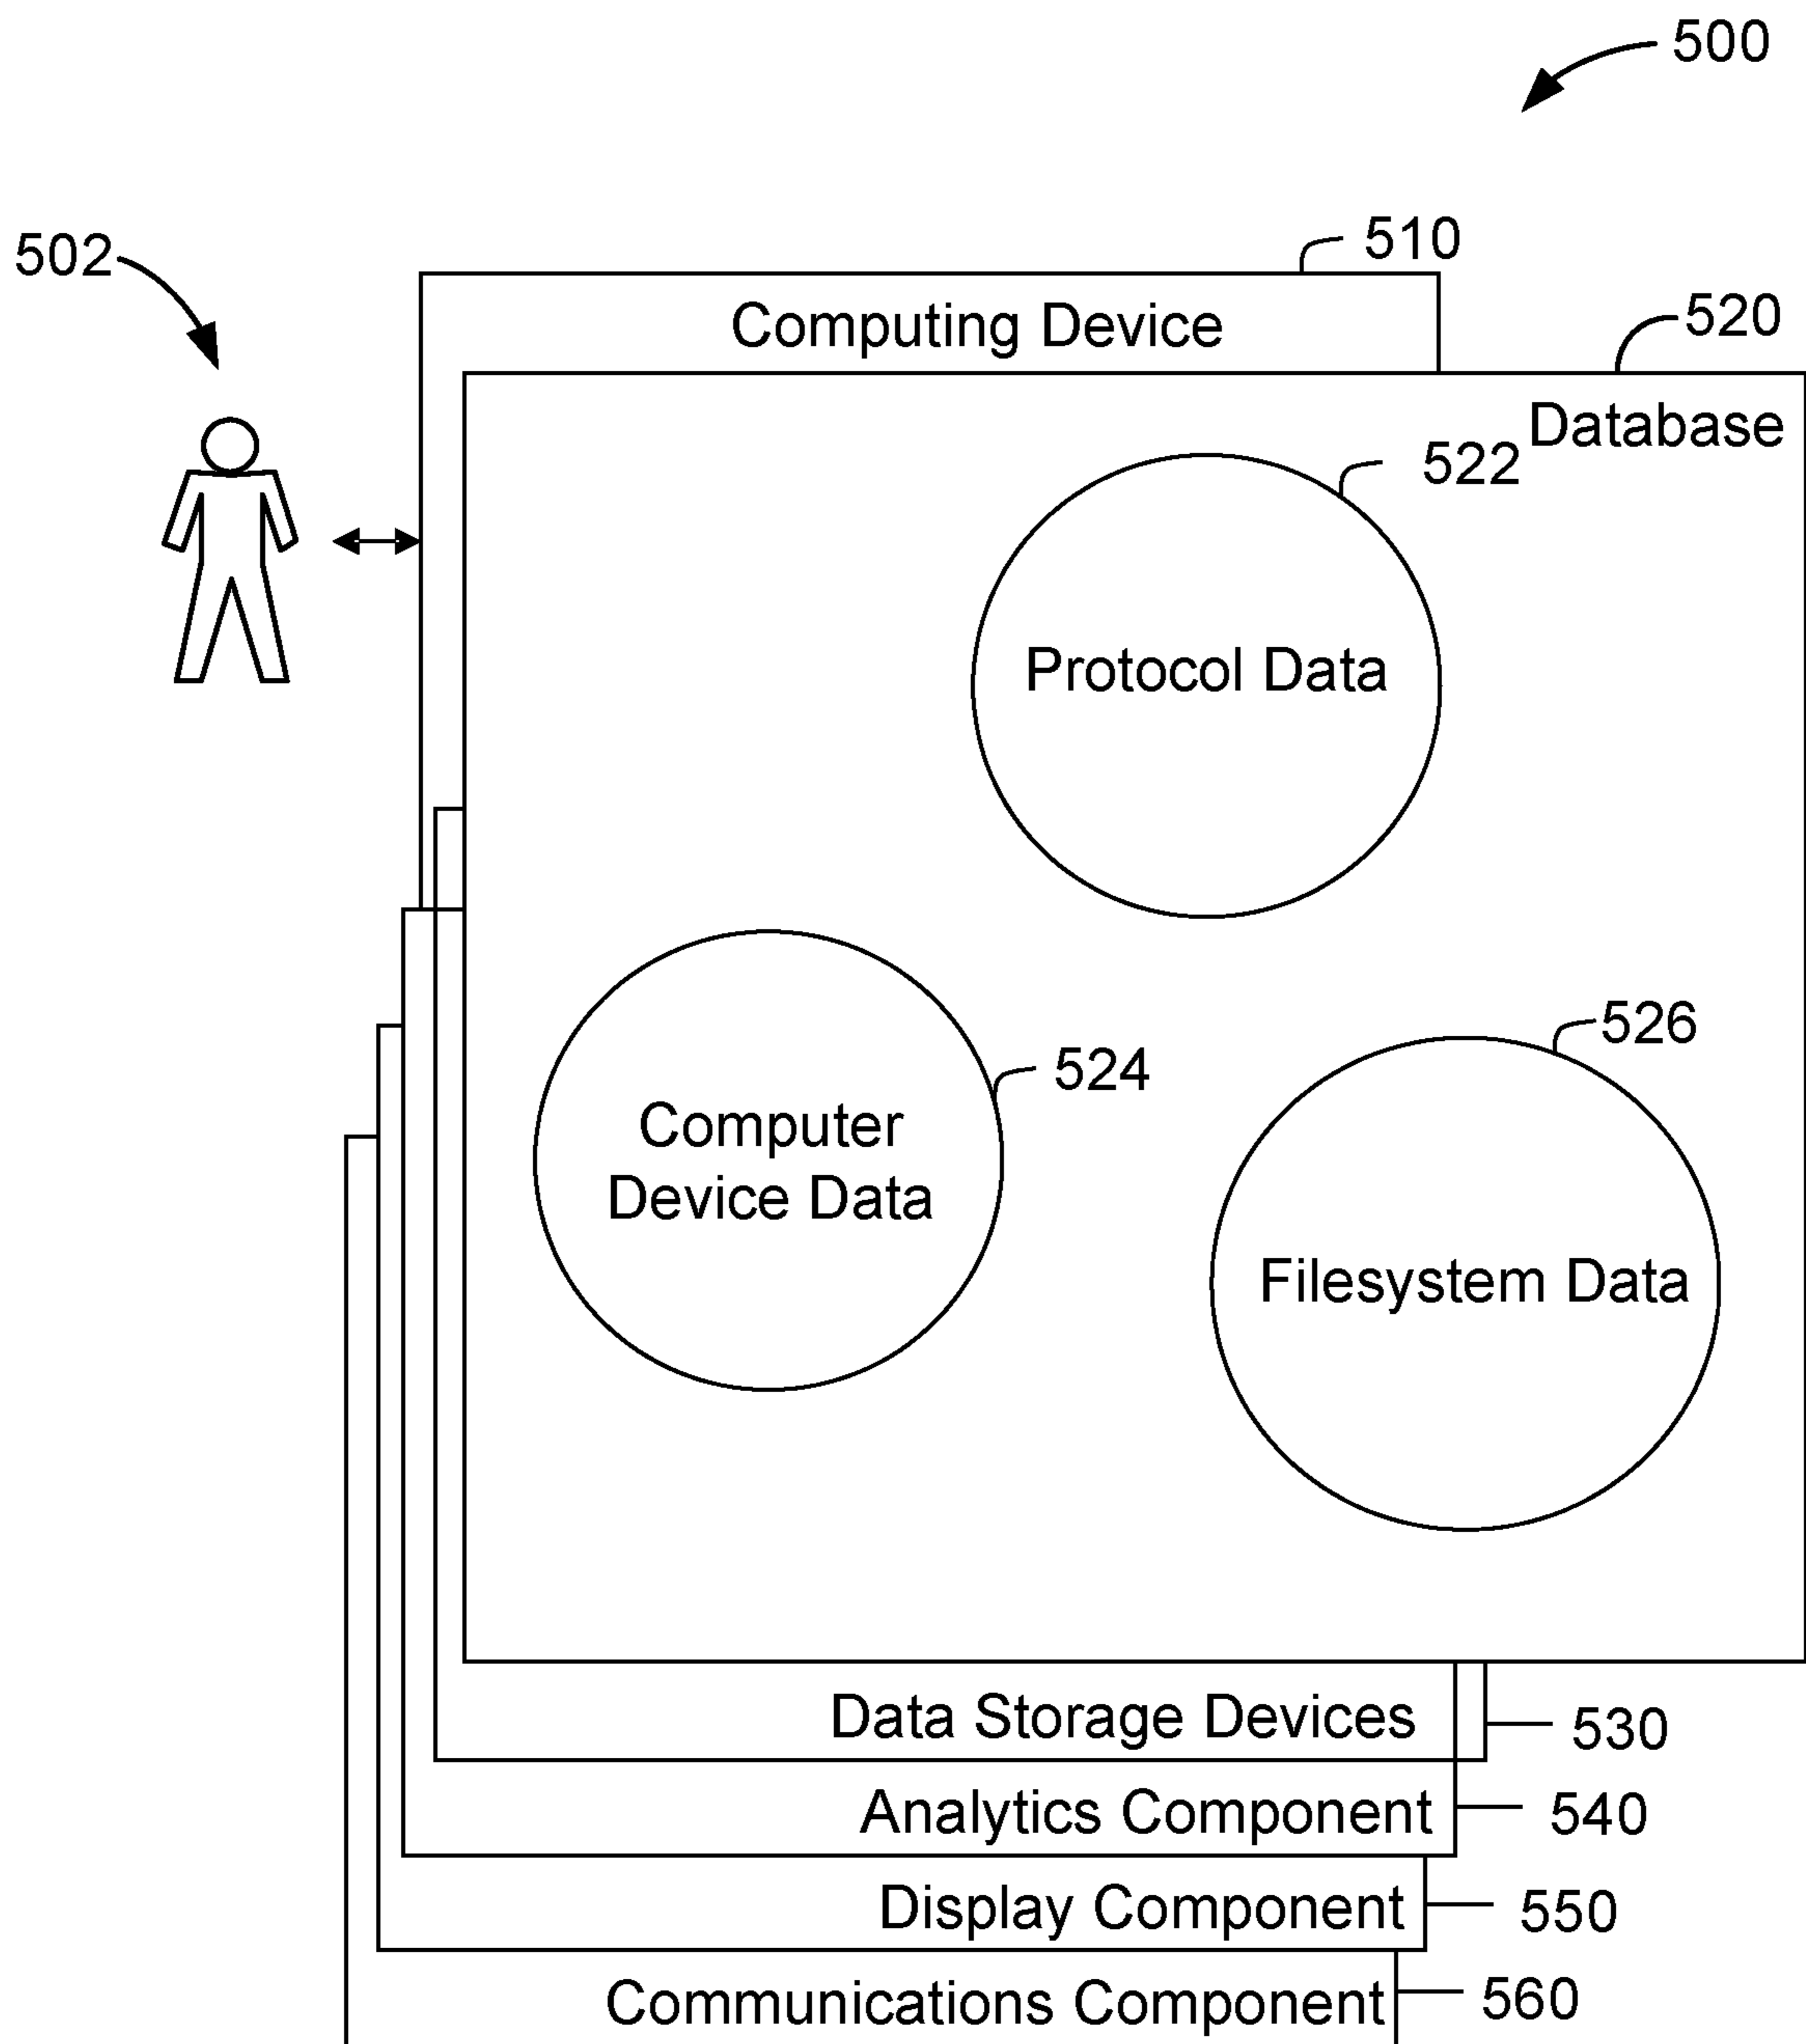 500
502
510
Computing Device
520
Database
522
Protocol Data
526
524
Computer
Device Data
Filesystem Data
Data Storage Devices
530
Analytics Component
540
Display Component
550
Communications Component
560